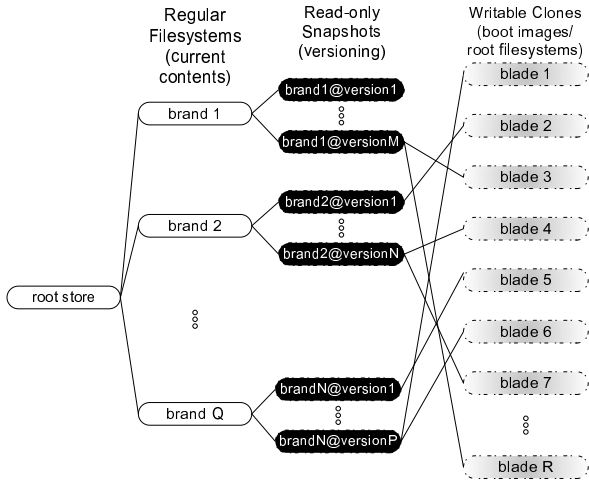 Regular
Filesystems
(current
contents)
Read-only
Snapshots
(versioning)
Writable Clones
(boot images/
root filesystems)
root store
brand 1
brand 2
brand Q
brand1@version1
brand1@versionM
brand2@version1
brand2@versionN
brandN@version1
brandN@versionP
blade 1
blade 2
blade 3
blade 4
blade 5
blade 6
blade 7
blade R